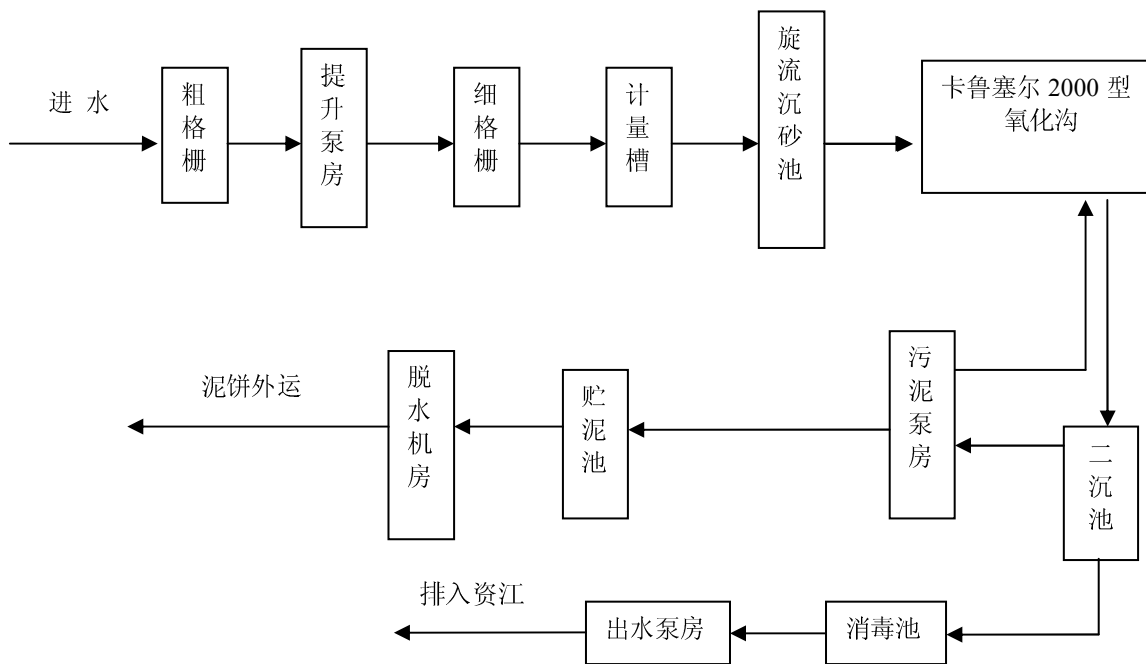 进 水
粗格栅
提升泵房
细格栅
计量槽
旋流沉砂池
卡鲁塞尔 2000 型
氧化沟
泥饼外运
脱水机房
贮泥池
污泥泵房
二沉池
排入资江
出水泵房
消毒池